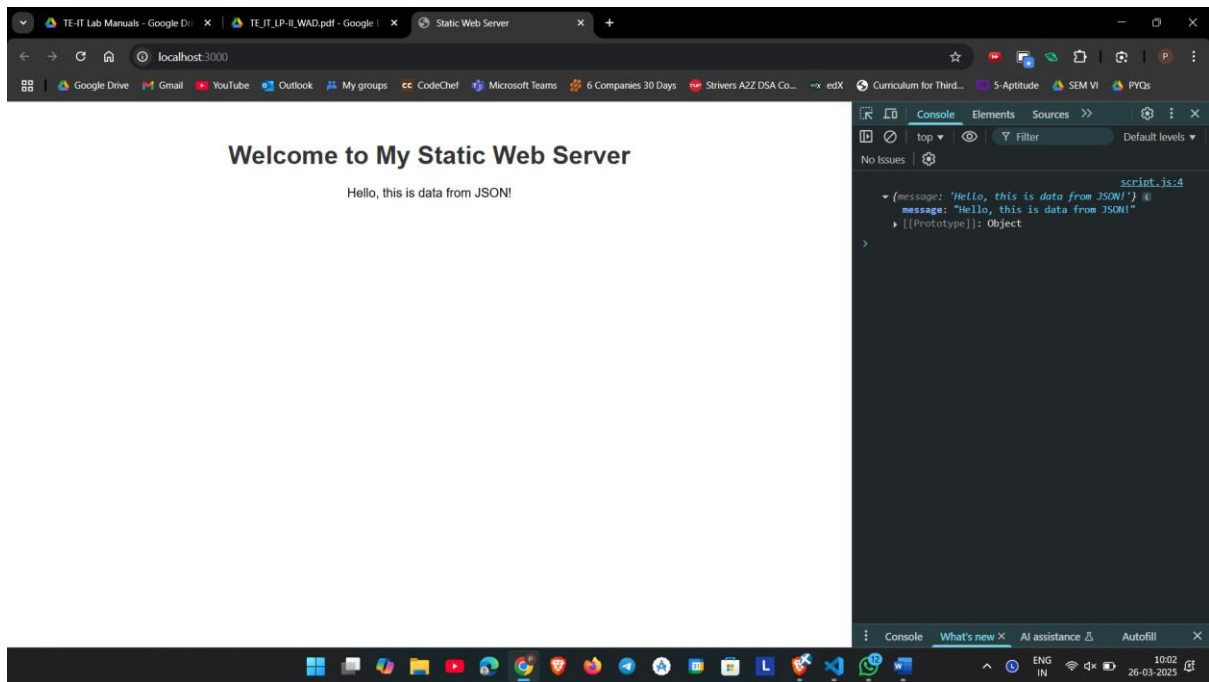 TE-IT Lab Manuals - Google Dri
TE_IT_LP-II_WAD.pdf - Google D
Static Web Server
localhost:3000
P
Google Drive
Gmail
YouTube
Outlook
My groups
CC CodeChef
Microsoft Teams
6 Companies 30 Days
Strivers A2Z DSA Co...
edX edX
Curriculum for Third...
5-Aptitude
SEM VI
PYQs
Welcome to My Static Web Server
Hello, this is data from JSON!
Console Elements Sources
top Filter Default levels
No Issues
script.js:4
{message: 'Hello, this is data from JSON!'} i
message: "Hello, this is data from JSON!"
[[Prototype]]: Object
Console What's new AI assistance Autofill
L
12
ENG
IN
10:02
26-03-2025